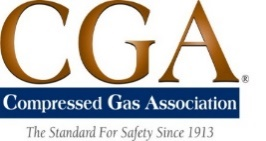 CGA®
Compressed Gas Association
The Standard For Safety Since 1913